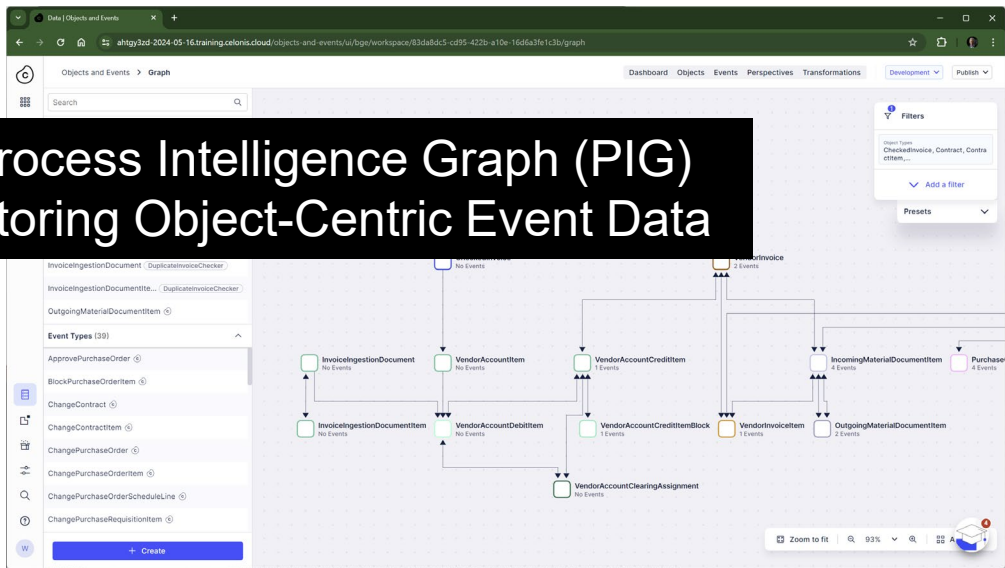 Data | Objects and Events
ahtgy3zd-2024-05-16.training.celonis.cloud/objects-and-events/ui/bge/workspace/83da8dc5-cd95-422b-a10e-16d6a3fe1c3b/graph
Objects and Events > Graph
Dashboard Objects Events Perspectives Transformations
Development
Publish
Search
1
Filters
Object Types
CheckedInvoice, Contract, Contra
ctItem,...
Add a filter
Presets
rocess Intelligence Graph (PIG)
toring Object-Centric Event Data
InvoiceIngestionDocument DuplicateInvoiceChecker
InvoiceIngestionDocumentIte... DuplicateInvoiceChecker
OutgoingMaterialDocumentItem
Event Types (39)
ApprovePurchaseOrder
BlockPurchaseOrderItem
ChangeContract
ChangeContractItem
ChangePurchaseOrder
ChangePurchaseOrderItem
ChangePurchaseOrderScheduleLine
ChangePurchaseRequisitionItem
+ Create
W
CheckedInvoice
No Events
VendorInvoice
2 Events
InvoiceIngestionDocument
No Events
VendorAccountItem
No Events
VendorAccountCreditItem
1 Events
IncomingMaterialDocumentItem
4 Events
Purchase
4 Events
InvoiceIngestionDocumentItem
No Events
VendorAccountDebitItem
No Events
VendorAccountCreditItemBlock
1 Events
VendorInvoiceItem
1 Events
OutgoingMaterialDocumentItem
2 Events
VendorAccountClearingAssignment
No Events
Zoom to fit
93%
A
4